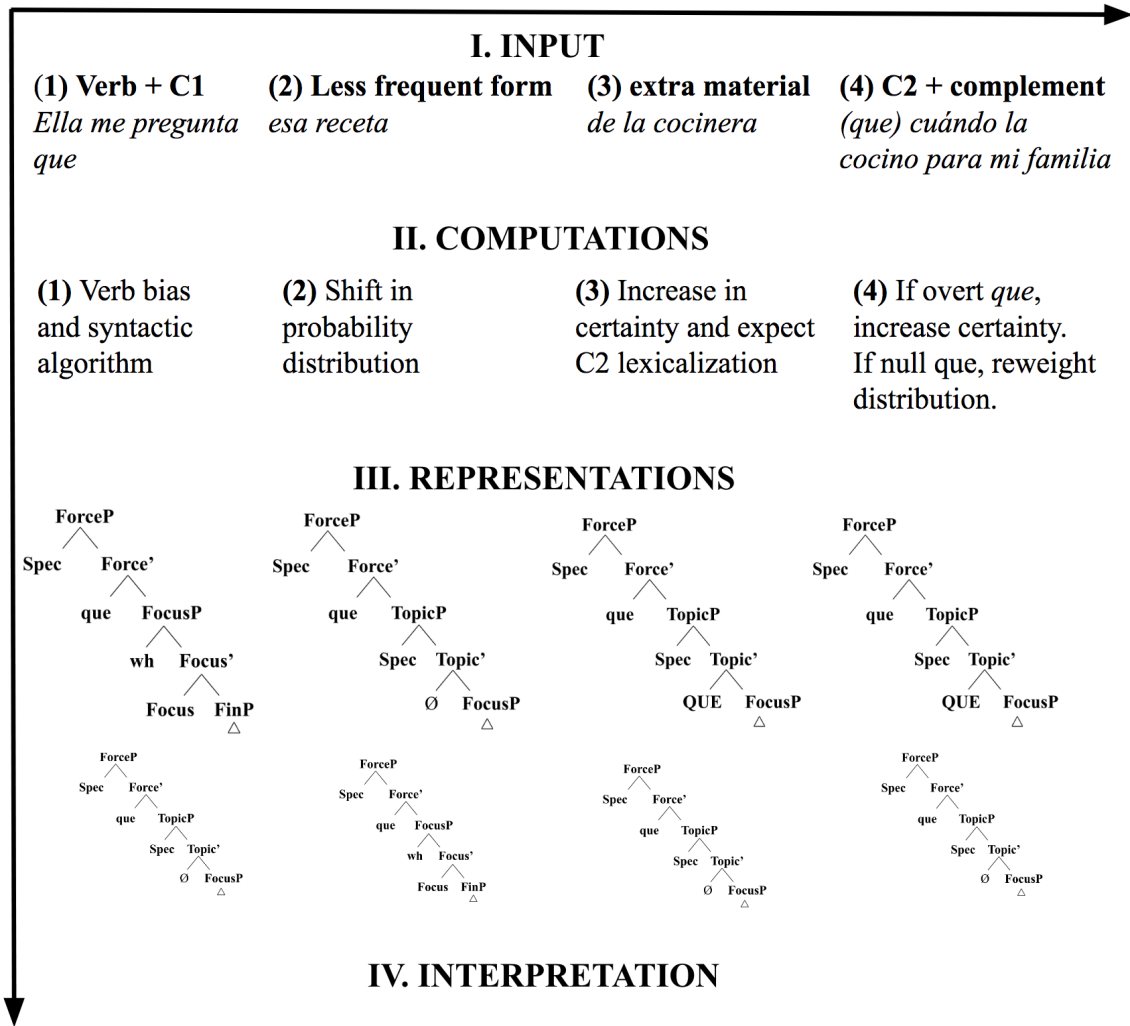 I. INPUT
(1) Verb + C1
Ella me pregunta
que
(2) Less frequent form
esa receta
(3) extra material
de la cocinera
(4) C2 + complement
(que) cuándo la
cocino para mi familia
II. COMPUTATIONS
(1) Verb bias
and syntactic
algorithm
(2) Shift in
probability
distribution
(3) Increase in
certainty and expect
C2 lexicalization
(4) If overt que,
increase certainty.
If null que, reweight
distribution.
III. REPRESENTATIONS
ForceP
Spec Force’
que FocusP
wh Focus’
Focus FinP
ForceP
Spec Force’
que TopicP
Spec Topic’
Ø FocusP
ForceP
Spec Force’
que TopicP
Spec Topic’
QUE FocusP
ForceP
Spec Force’
que TopicP
Spec Topic’
QUE FocusP
ForceP
Spec Force’
que TopicP
Spec Topic’
Ø FocusP
ForceP
Spec Force’
que FocusP
wh Focus’
Focus FinP
ForceP
Spec Force’
que TopicP
Spec Topic’
Ø FocusP
ForceP
Spec Force’
que TopicP
Spec Topic’
Ø FocusP
IV. INTERPRETATION